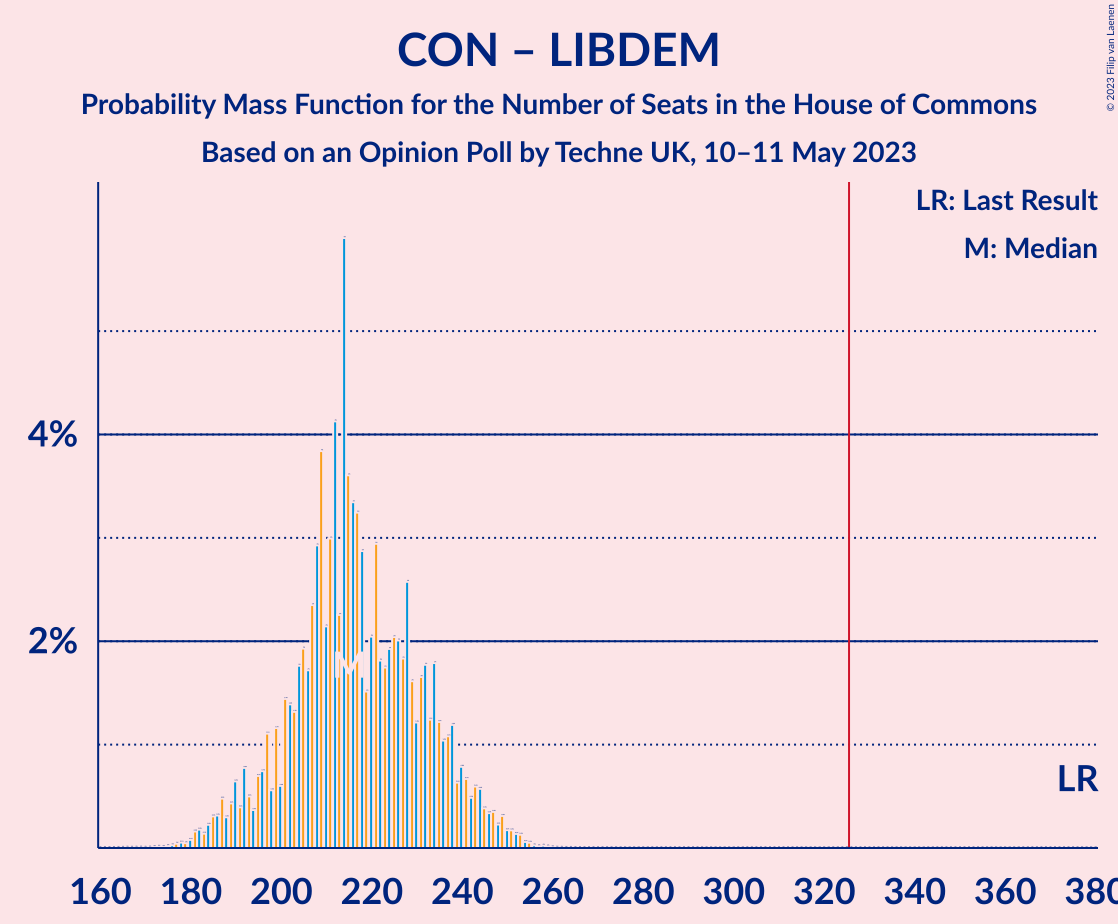 CON – LIBDEM
Probability Mass Function for the Number of Seats in the House of Commons
Based on an Opinion Poll by Techne UK, 10–11 May 2023
© 2023 Filip van Laenen
LR: Last Result
M: Median
4%
2%
M
LR
160 180 200 220 240 260 280 300 320 340 360 380